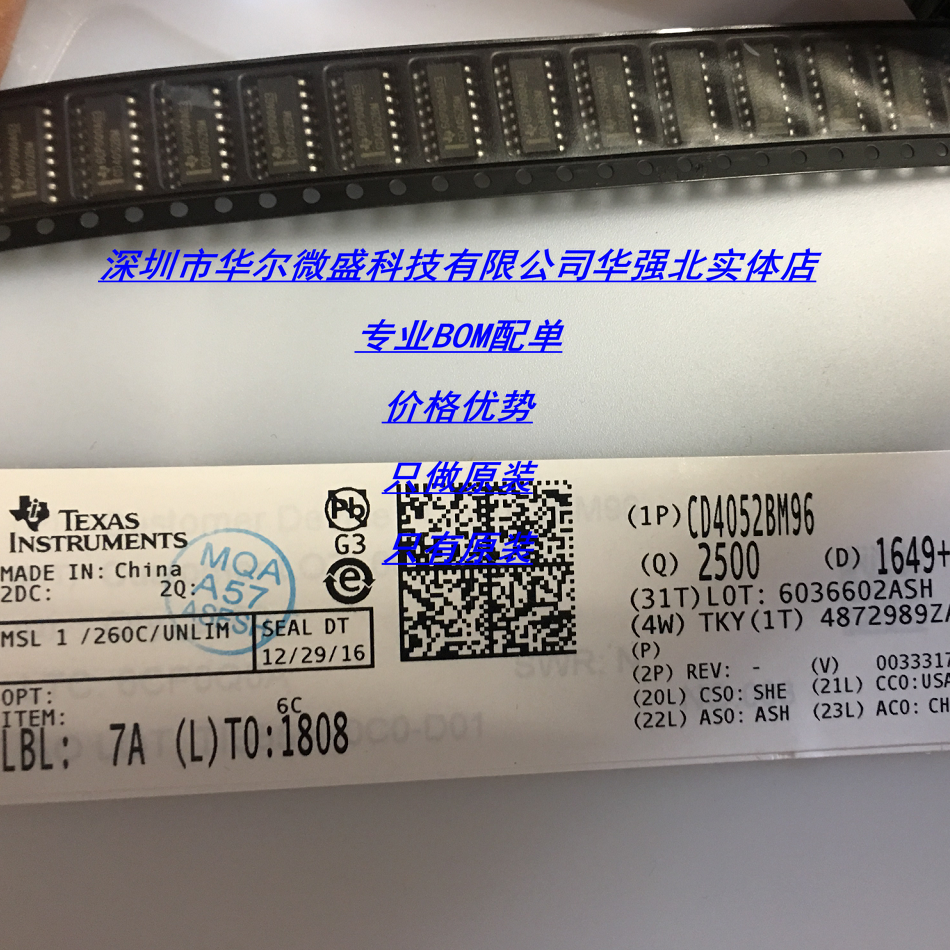 深圳市华尔微盛科技有限公司华强北实体店
专业BOM配单
价格优势
只做原装
只有原装
TEXAS
INSTRUMENTS
MADE IN: China
2DC: 2Q:
MQA
A57
MSL 1 /260C/UNLIM
SEAL DT
12/29/16
OPT:
ITEM:
6C
LBL: 7A (L)TO:1808
Pb
G3
e
(1P) CD4052BM96
(Q) 2500 (D) 1649+
(31T)LOT: 6036602ASH
(4W) TKY(1T) 4872989ZA
(P)
(2P) REV: - (V) 0033317
(20L) CSO: SHE (21L) CCO:USA
(22L) ASO: ASH (23L) ACO: CH